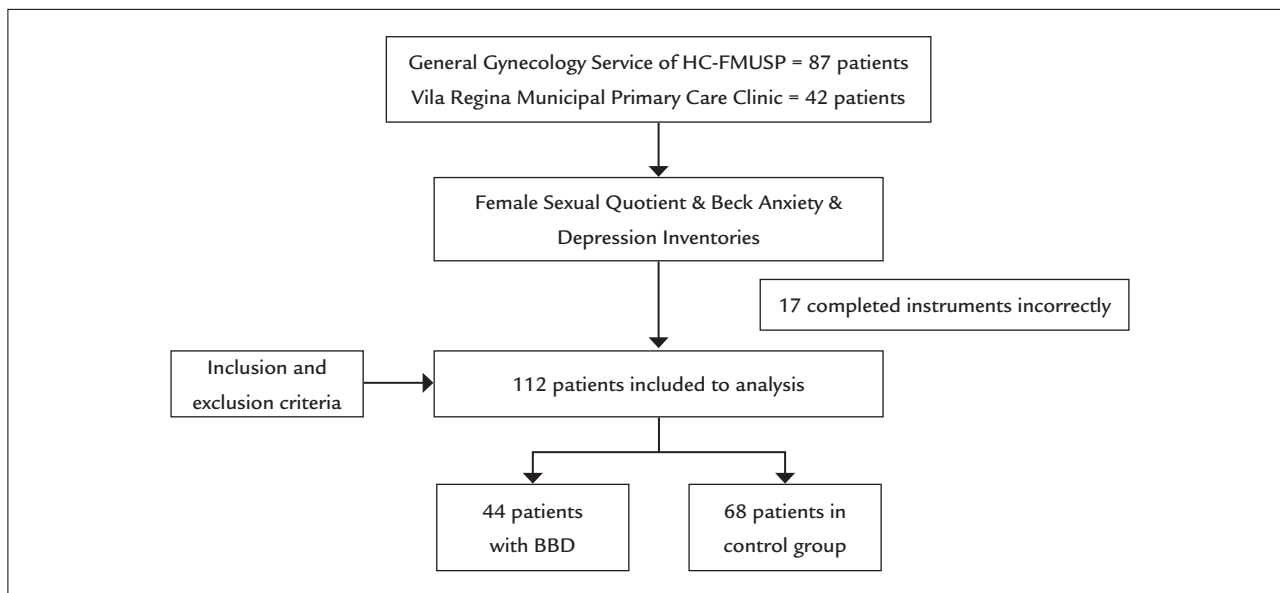 General Gynecology Service of HC-FMUSP = 87 patients
Vila Regina Municipal Primary Care Clinic = 42 patients
Female Sexual Quotient & Beck Anxiety &
Depression Inventories
17 completed instruments incorrectly
Inclusion and
exclusion criteria
112 patients included to analysis
44 patients
with BBD
68 patients in
control group